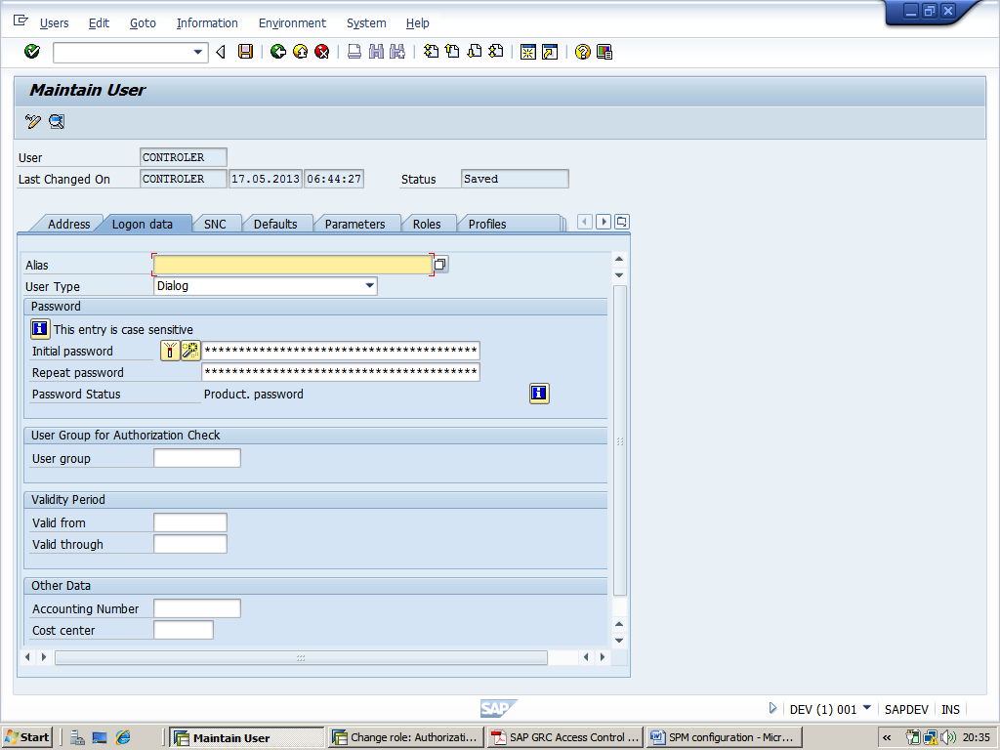 Users Edit Goto Information Environment System Help
Maintain User
User CONTROLER
Last Changed On CONTROLER 17.05.2013 06:44:27 Status Saved
Address Logon data SNC Defaults Parameters Roles Profiles
Alias
User Type Dialog
Password
This entry is case sensitive
Initial password ****************************************
Repeat password ****************************************
Password Status Product. password
User Group for Authorization Check
User group
Validity Period
Valid from
Valid through
Other Data
Accounting Number
Cost center
SAP
DEV (1) 001 SAPDEV INS
Start Maintain User Change role: Authorizati... SAP GRC Access Control ... SPM configuration - Micr... « 20:35